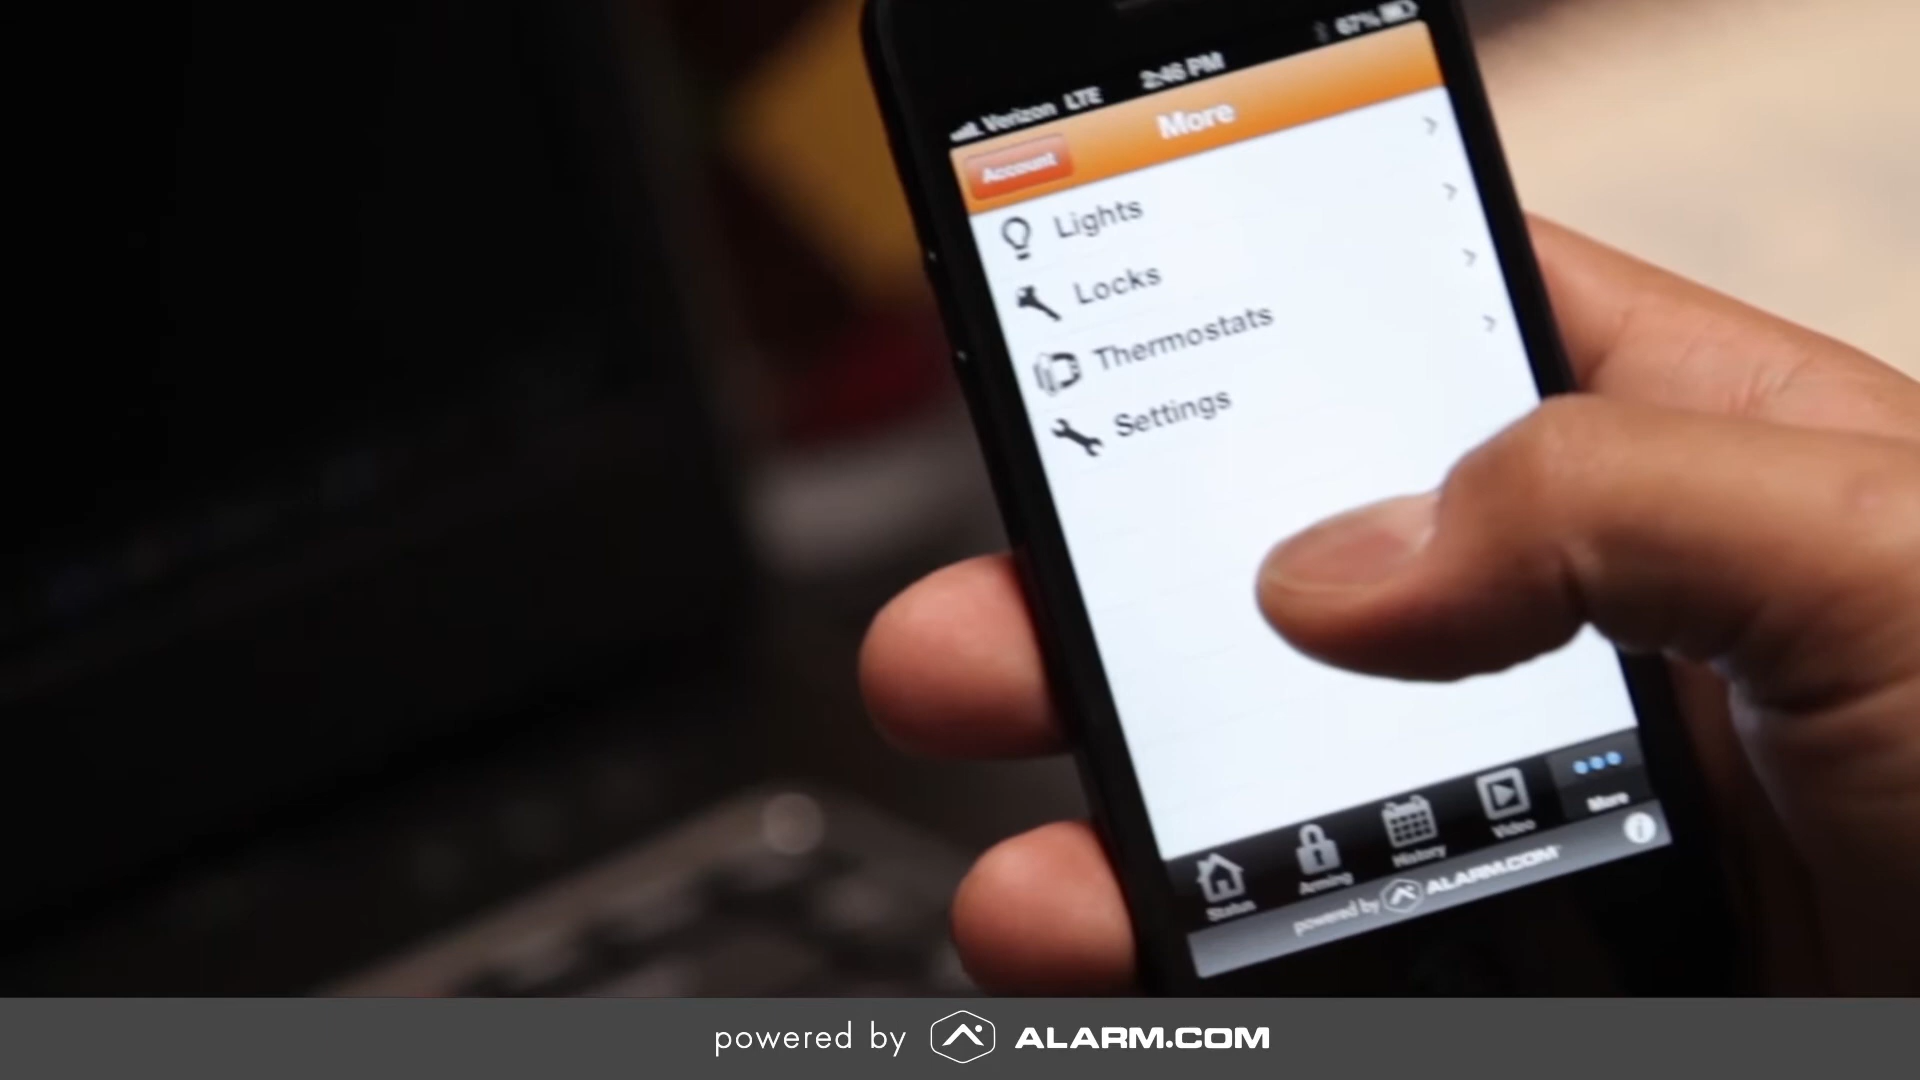 Verizon LTE 2:46 PM 67%
Account More
Lights
Locks
Thermostats
Settings
Status Arming History Video More
powered by ALARM.COM
powered by ALARM.COM